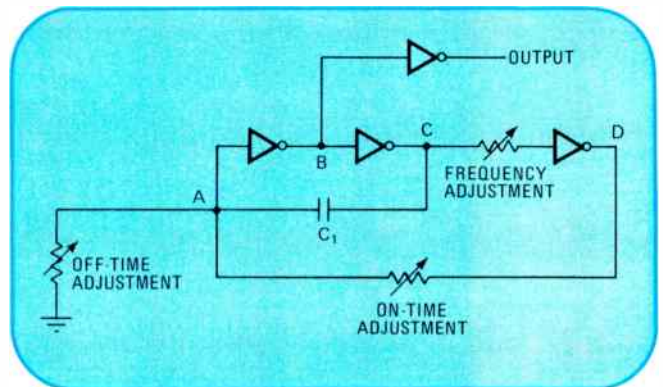 OUTPUT
C
D
B
FREQUENCY
ADJUSTMENT
A
C1
OFF-TIME
ADJUSTMENT
ON-TIME
ADJUSTMENT